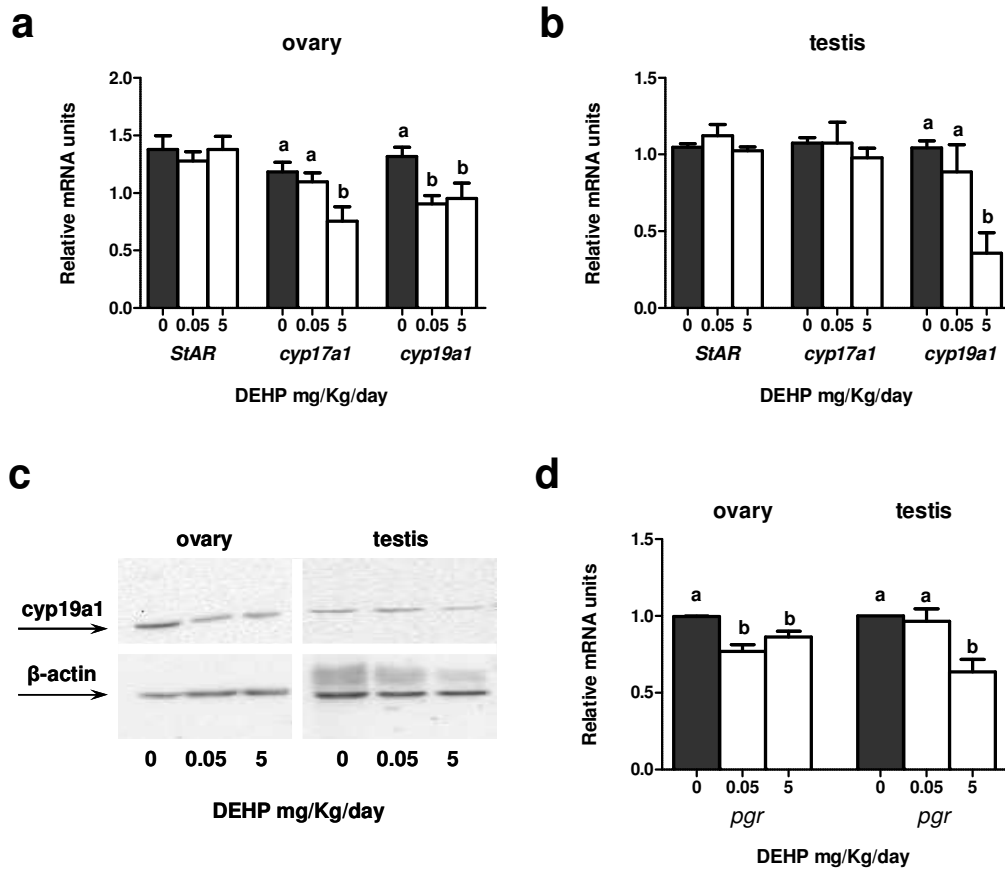 a
ovary
Relative mRNA units
2.0
1.5
1.0
0.5
0.0
a a a
b b b
0 0.05 5 0 0.05 5 0 0.05 5
StAR cyp17a1 cyp19a1
DEHP mg/Kg/day
b
testis
Relative mRNA units
1.5
1.0
0.5
0.0
a a
b
0 0.05 5 0 0.05 5 0 0.05 5
StAR cyp17a1 cyp19a1
DEHP mg/Kg/day
c
ovary testis
cyp19a1
β-actin
0 0.05 5 0 0.05 5
DEHP mg/Kg/day
d
ovary testis
Relative mRNA units
1.5
1.0
0.5
0.0
a b b a a b
0 0.05 5 0 0.05 5
pgr pgr
DEHP mg/Kg/day